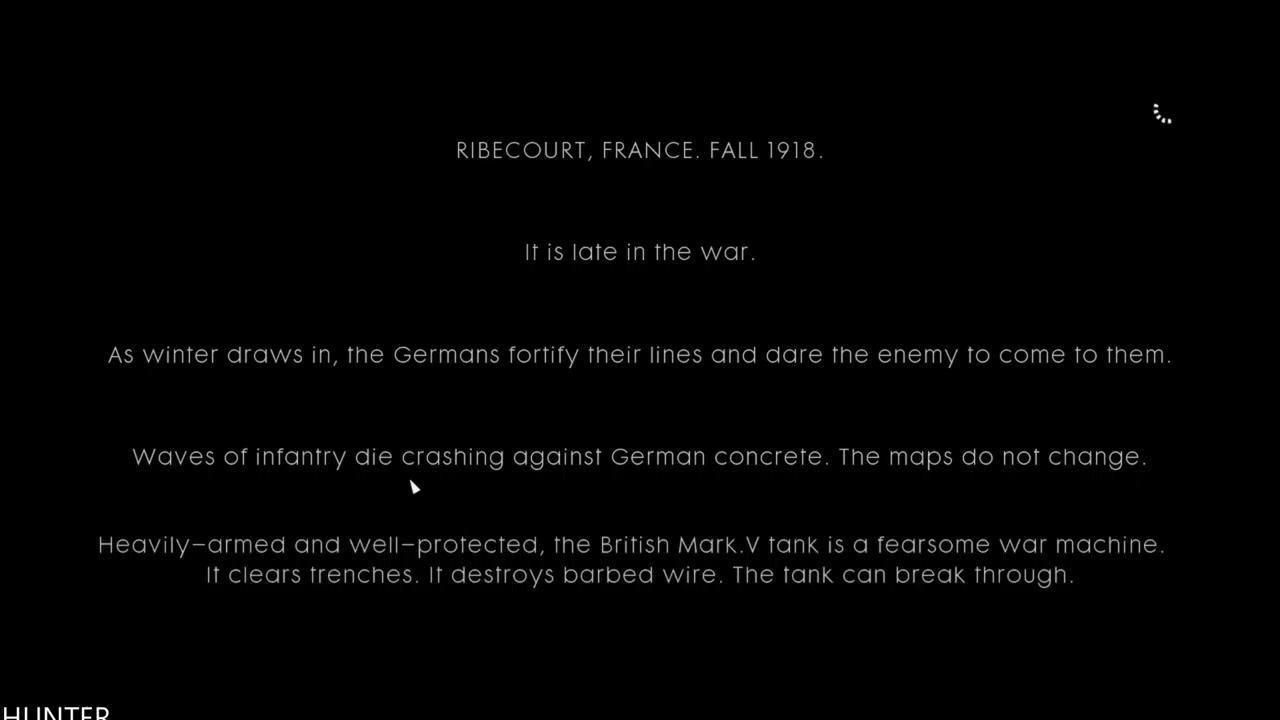 RIBECOURT, FRANCE. FALL 1918.
It is late in the war.
As winter draws in, the Germans fortify their lines and dare the enemy to come to them.
Waves of infantry die crashing against German concrete. The maps do not change.
Heavily-armed and well-protected, the British Mark.V tank is a fearsome war machine.
It clears trenches. It destroys barbed wire. The tank can break through.
HUNTER